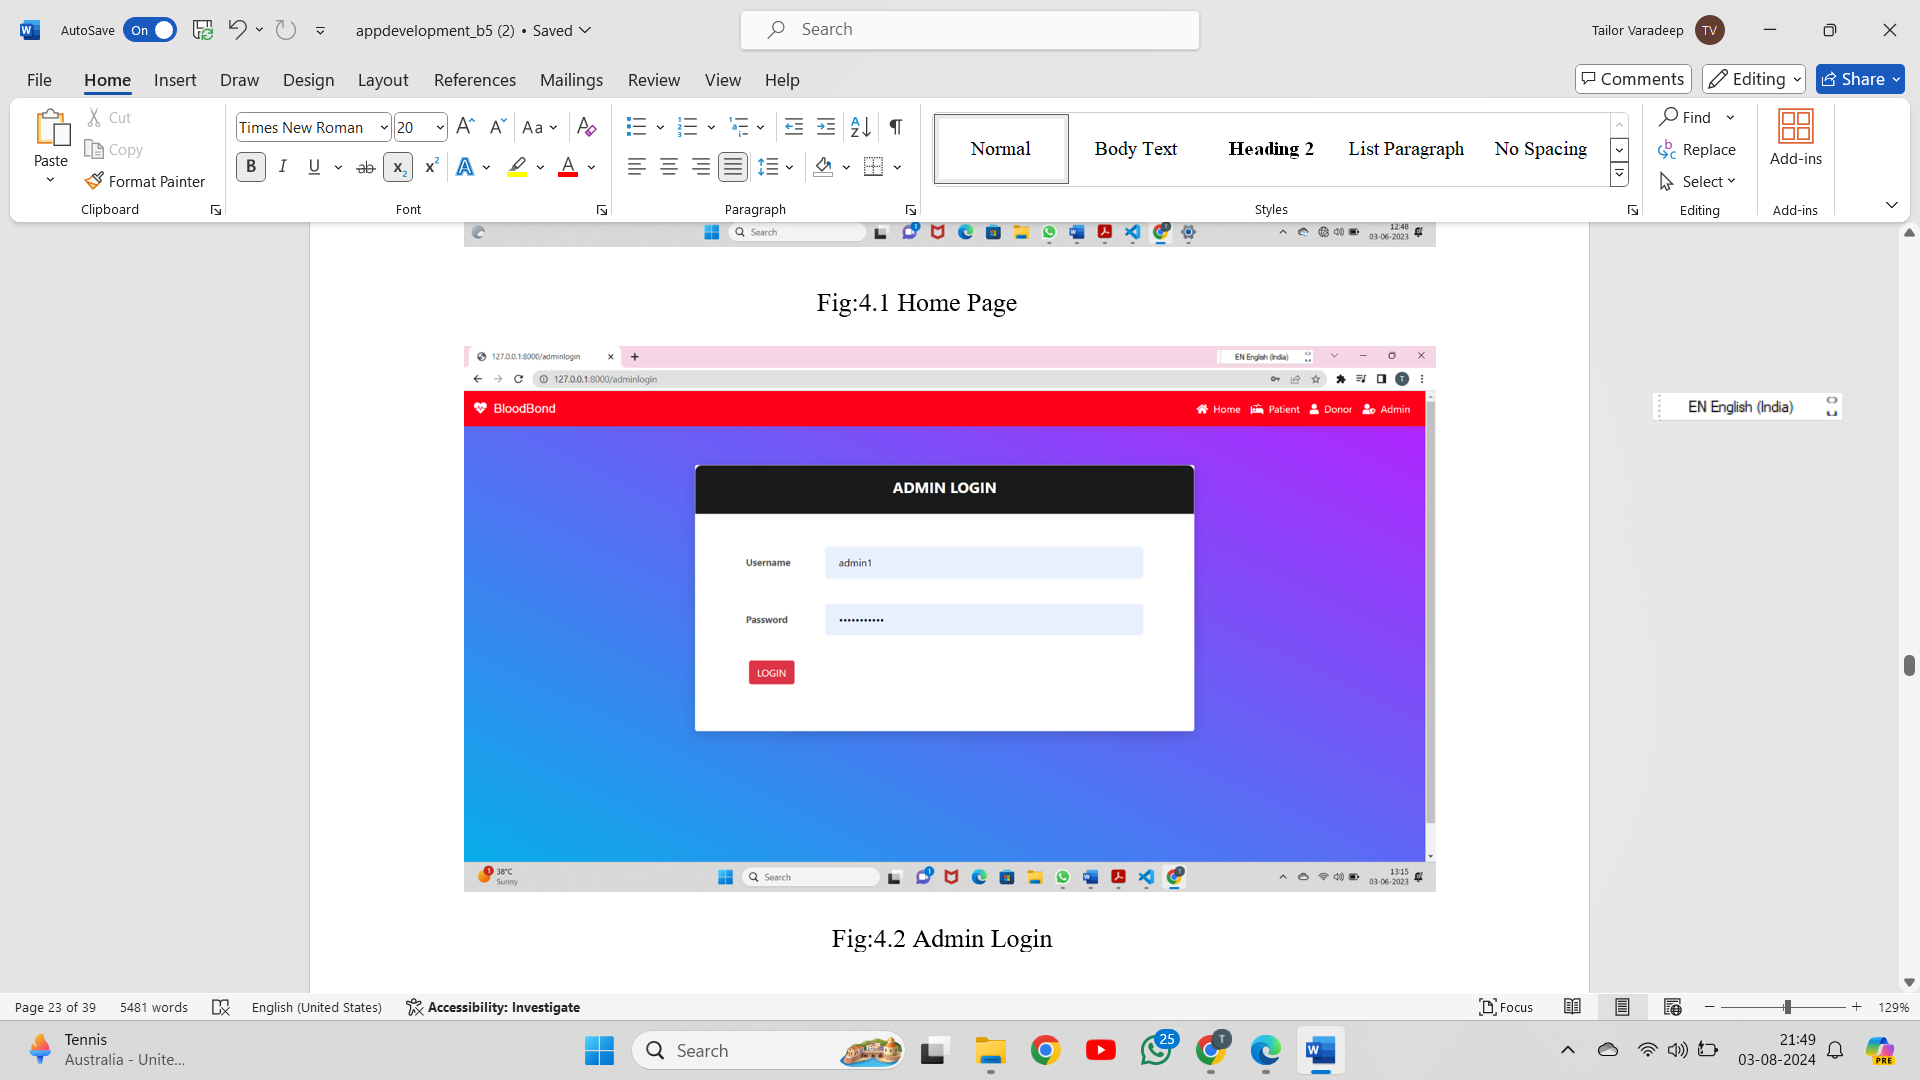 AutoSave On appdevelopment_b5 (2) • Saved Search Tailor Varadeep TV
File Home Insert Draw Design Layout References Mailings Review View Help Comments Editing Share
Paste Cut Copy Format Painter
Times New Roman 20 Aa
B I U ab x₂ x² A A
Normal Body Text Heading 2 List Paragraph No Spacing
Find Replace Select Add-ins
Clipboard Font Paragraph Styles Editing Add-ins
Search 12:48
03-06-2023
Fig:4.1 Home Page
127.0.0.1:8000/adminlogin EN English (India)
127.0.0.1:8000/adminlogin T
BloodBond Home Patient Donor Admin
EN English (India)
ADMIN LOGIN
Username admin1
Password •••••••••••
LOGIN
38°C
Sunny
Search 13:15
03-06-2023
Fig:4.2 Admin Login
Page 23 of 39 5481 words English (United States) Accessibility: Investigate Focus 129%
Tennis
Australia - Unite...
Search 25 T 21:49
03-08-2024 PRE